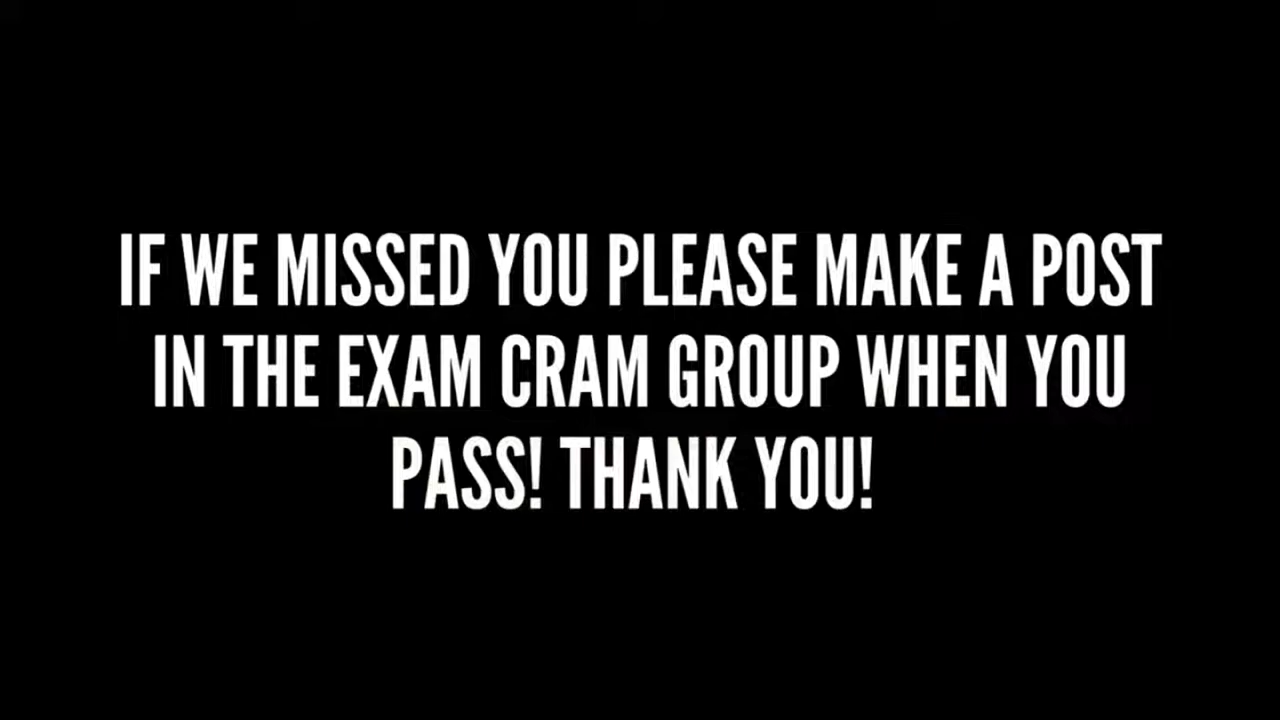 IF WE MISSED YOU PLEASE MAKE A POST
IN THE EXAM CRAM GROUP WHEN YOU
PASS! THANK YOU!